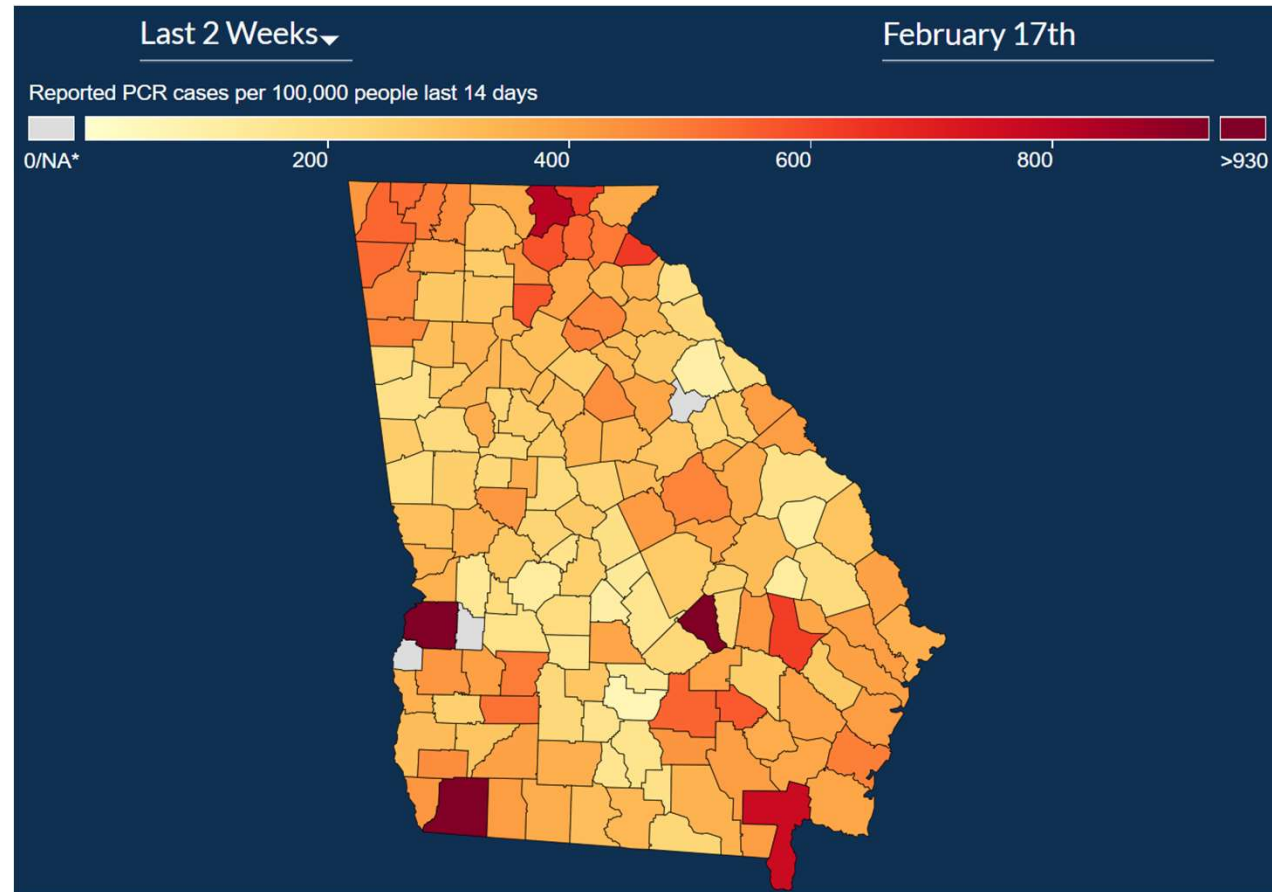 Last 2 Weeks
February 17th
Reported PCR cases per 100,000 people last 14 days
0/NA* 200 400 600 800 >930